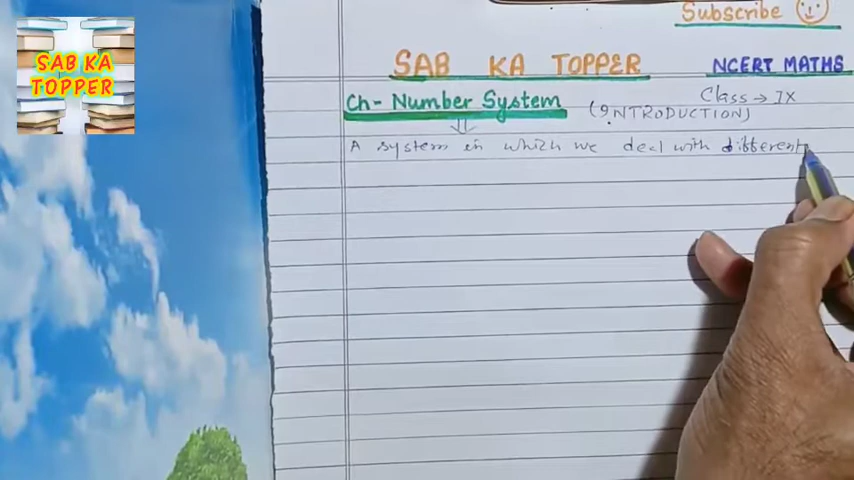 SAB KA
TOPPER
Subscribe
SAB KA TOPPER
NCERT MATHS
Ch- Number System
(INTRODUCTION)
Class → IX
A system in which we deal with different